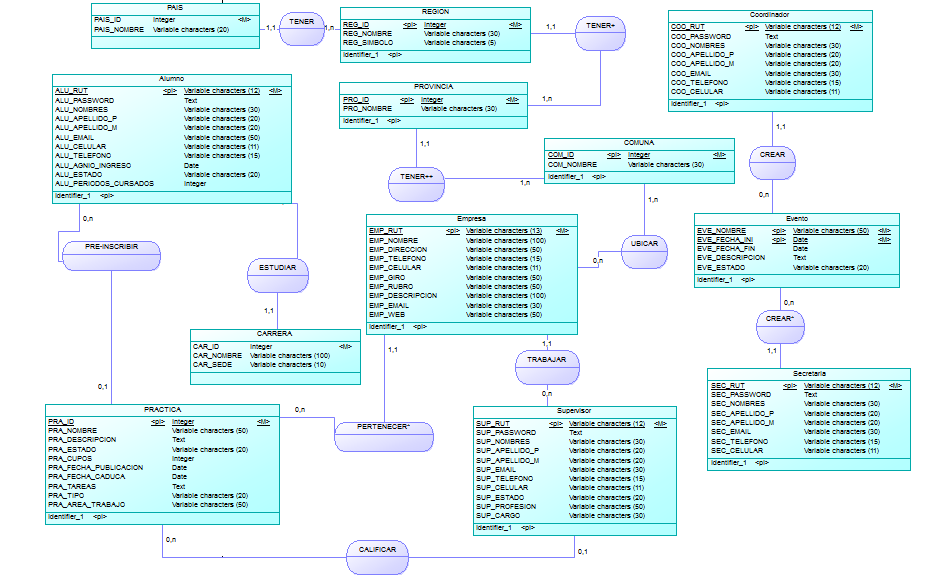 PAIS
PAIS_ID Integer <M>
PAIS_NOMBRE Variable characters (20)
1,1
TENER
1,n
REGION
REG_ID <pi> Integer <M>
REG_NOMBRE Variable characters (30)
REG_SIMBOLO Variable characters (5)
Identifier_1 <pi>
1,1
TENER+
1,n
Coordinador
COO_RUT <pi> Variable characters (12) <M>
COO_PASSWORD Text
COO_NOMBRES Variable characters (30)
COO_APELLIDO_P Variable characters (20)
COO_APELLIDO_M Variable characters (20)
COO_EMAIL Variable characters (30)
COO_TELEFONO Variable characters (15)
COO_CELULAR Variable characters (11)
Identifier_1 <pi>
Alumno
ALU_RUT <pi> Variable characters (12) <M>
ALU_PASSWORD Text
ALU_NOMBRES Variable characters (30)
ALU_APELLIDO_P Variable characters (20)
ALU_APELLIDO_M Variable characters (20)
ALU_EMAIL Variable characters (50)
ALU_CELULAR Variable characters (11)
ALU_TELEFONO Variable characters (15)
ALU_AGNIO_INGRESO Date
ALU_ESTADO Variable characters (20)
ALU_PERIODOS_CURSADOS Integer
Identifier_1 <pi>
PROVINCIA
PRO_ID <pi> Integer <M>
PRO_NOMBRE Variable characters (30)
Identifier_1 <pi>
1,1
TENER++
1,n
COMUNA
COM_ID <pi> Integer <M>
COM_NOMBRE Variable characters (30)
Identifier_1 <pi>
1,1
CREAR
0,n
1,n
UBICAR
0,n
0,n
PRE-INSCRIBIR
ESTUDIAR
1,1
Empresa
EMP_RUT <pi> Variable characters (13) <M>
EMP_NOMBRE Variable characters (100)
EMP_DIRECCION Variable characters (50)
EMP_TELEFONO Variable characters (15)
EMP_CELULAR Variable characters (11)
EMP_GIRO Variable characters (50)
EMP_RUBRO Variable characters (50)
EMP_DESCRIPCION Variable characters (100)
EMP_EMAIL Variable characters (30)
EMP_WEB Variable characters (50)
Identifier_1 <pi>
Evento
EVE_NOMBRE <pi> Variable characters (50) <M>
EVE_FECHA_INI <pi> Date <M>
EVE_FECHA_FIN Date
EVE_DESCRIPCION Text
EVE_ESTADO Variable characters (20)
Identifier_1 <pi>
0,n
CREAR*
1,1
CARRERA
CAR_ID Integer <M>
CAR_NOMBRE Variable characters (100)
CAR_SEDE Variable characters (10)
1,1
1,1
TRABAJAR
0,n
0,1
0,n
PERTENECER*
Secretaria
SEC_RUT <pi> Variable characters (12) <M>
SEC_PASSWORD Text
SEC_NOMBRES Variable characters (30)
SEC_APELLIDO_P Variable characters (20)
SEC_APELLIDO_M Variable characters (20)
SEC_EMAIL Variable characters (30)
SEC_TELEFONO Variable characters (15)
SEC_CELULAR Variable characters (11)
Identifier_1 <pi>
PRACTICA
PRA_ID <pi> Integer <M>
PRA_NOMBRE Variable characters (50)
PRA_DESCRIPCION Text
PRA_ESTADO Variable characters (20)
PRA_CUPOS Integer
PRA_FECHA_PUBLICACION Date
PRA_FECHA_CADUCA Date
PRA_TAREAS Text
PRA_TIPO Variable characters (20)
PRA_AREA_TRABAJO Variable characters (50)
Identifier_1 <pi>
Supervisor
SUP_RUT <pi> Variable characters (12) <M>
SUP_PASSWORD Text
SUP_NOMBRES Variable characters (30)
SUP_APELLIDO_P Variable characters (20)
SUP_APELLIDO_M Variable characters (20)
SUP_EMAIL Variable characters (30)
SUP_TELEFONO Variable characters (15)
SUP_CELULAR Variable characters (11)
SUP_ESTADO Variable characters (20)
SUP_PROFESION Variable characters (50)
SUP_CARGO Variable characters (30)
Identifier_1 <pi>
0,n
CALIFICAR
0,1